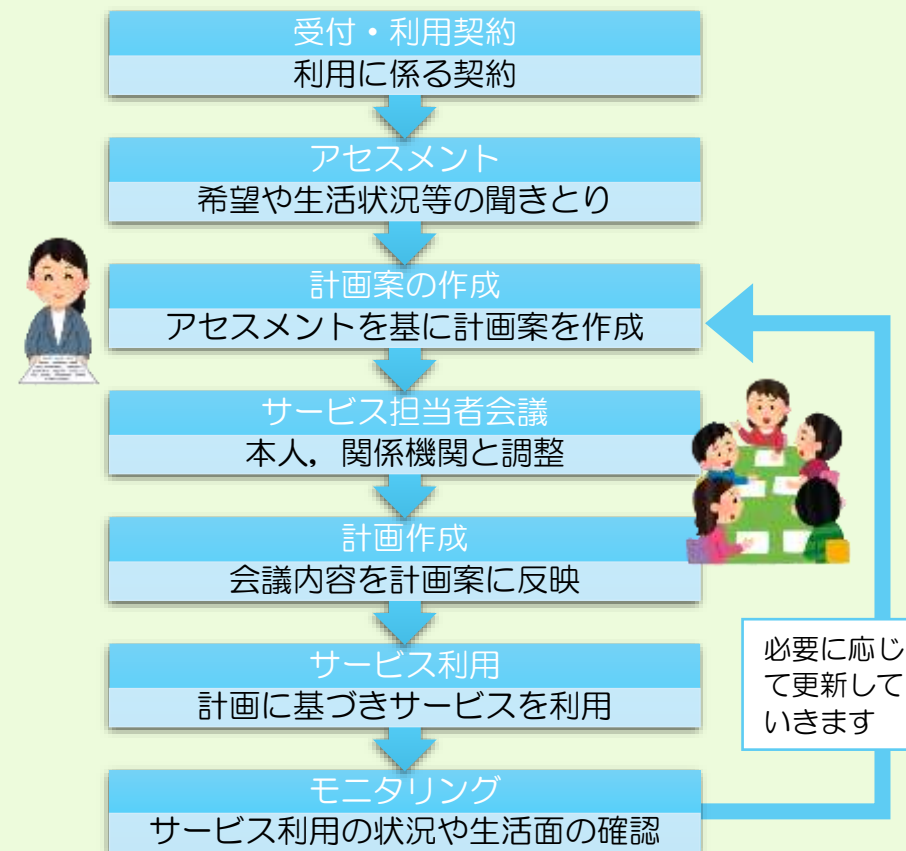 受付・利用契約
利用に係る契約
アセスメント
希望や生活状況等の聞きとり
計画案の作成
アセスメントを基に計画案を作成
サービス担当者会議
本人，関係機関と調整
計画作成
会議内容を計画案に反映
サービス利用
計画に基づきサービスを利用
モニタリング
サービス利用の状況や生活面の確認
必要に応じ
て更新して
いきます